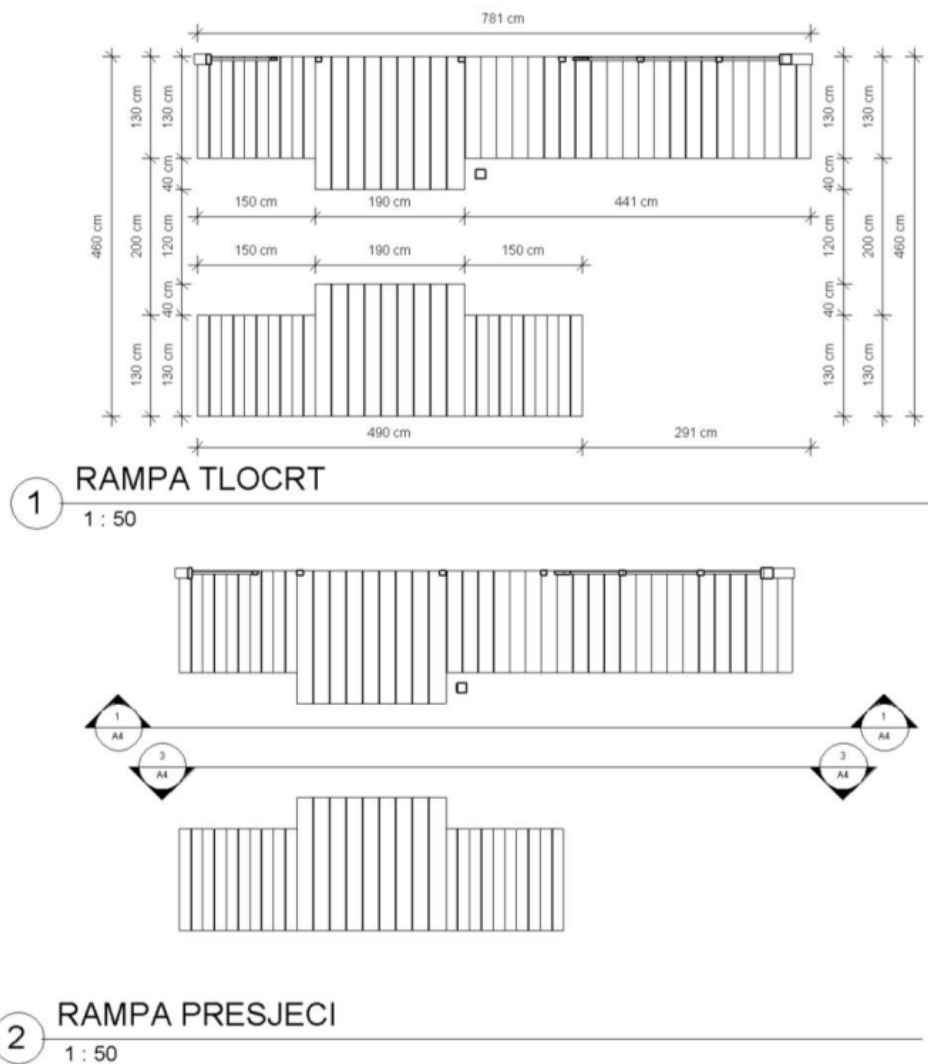 781 cm
460 cm
130 cm
130 cm
130 cm
130 cm
460 cm
200 cm
40 cm
120 cm
40 cm
40 cm
120 cm
40 cm
200 cm
150 cm
190 cm
441 cm
150 cm
190 cm
150 cm
130 cm
130 cm
130 cm
130 cm
490 cm
291 cm
1
RAMPA TLOCRT
1 : 50
1
A4
1
A4
3
A4
3
A4
2
RAMPA PRESJECI
1 : 50